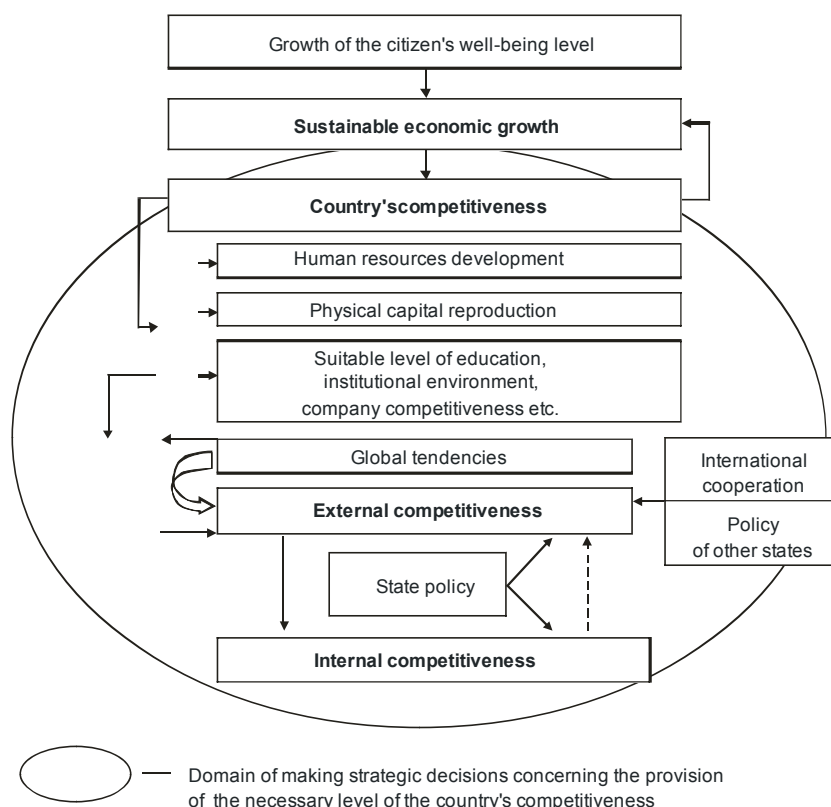 Growth of the citizen's well-being level
Sustainable economic growth
Country'scompetitiveness
Human resources development
Physical capital reproduction
Suitable level of education,
institutional environment,
company competitiveness etc.
Global tendencies
International
cooperation
External competitiveness
Policy
of other states
State policy
Internal competitiveness
Domain of making strategic decisions concerning the provision
of the necessary level of the country's competitiveness